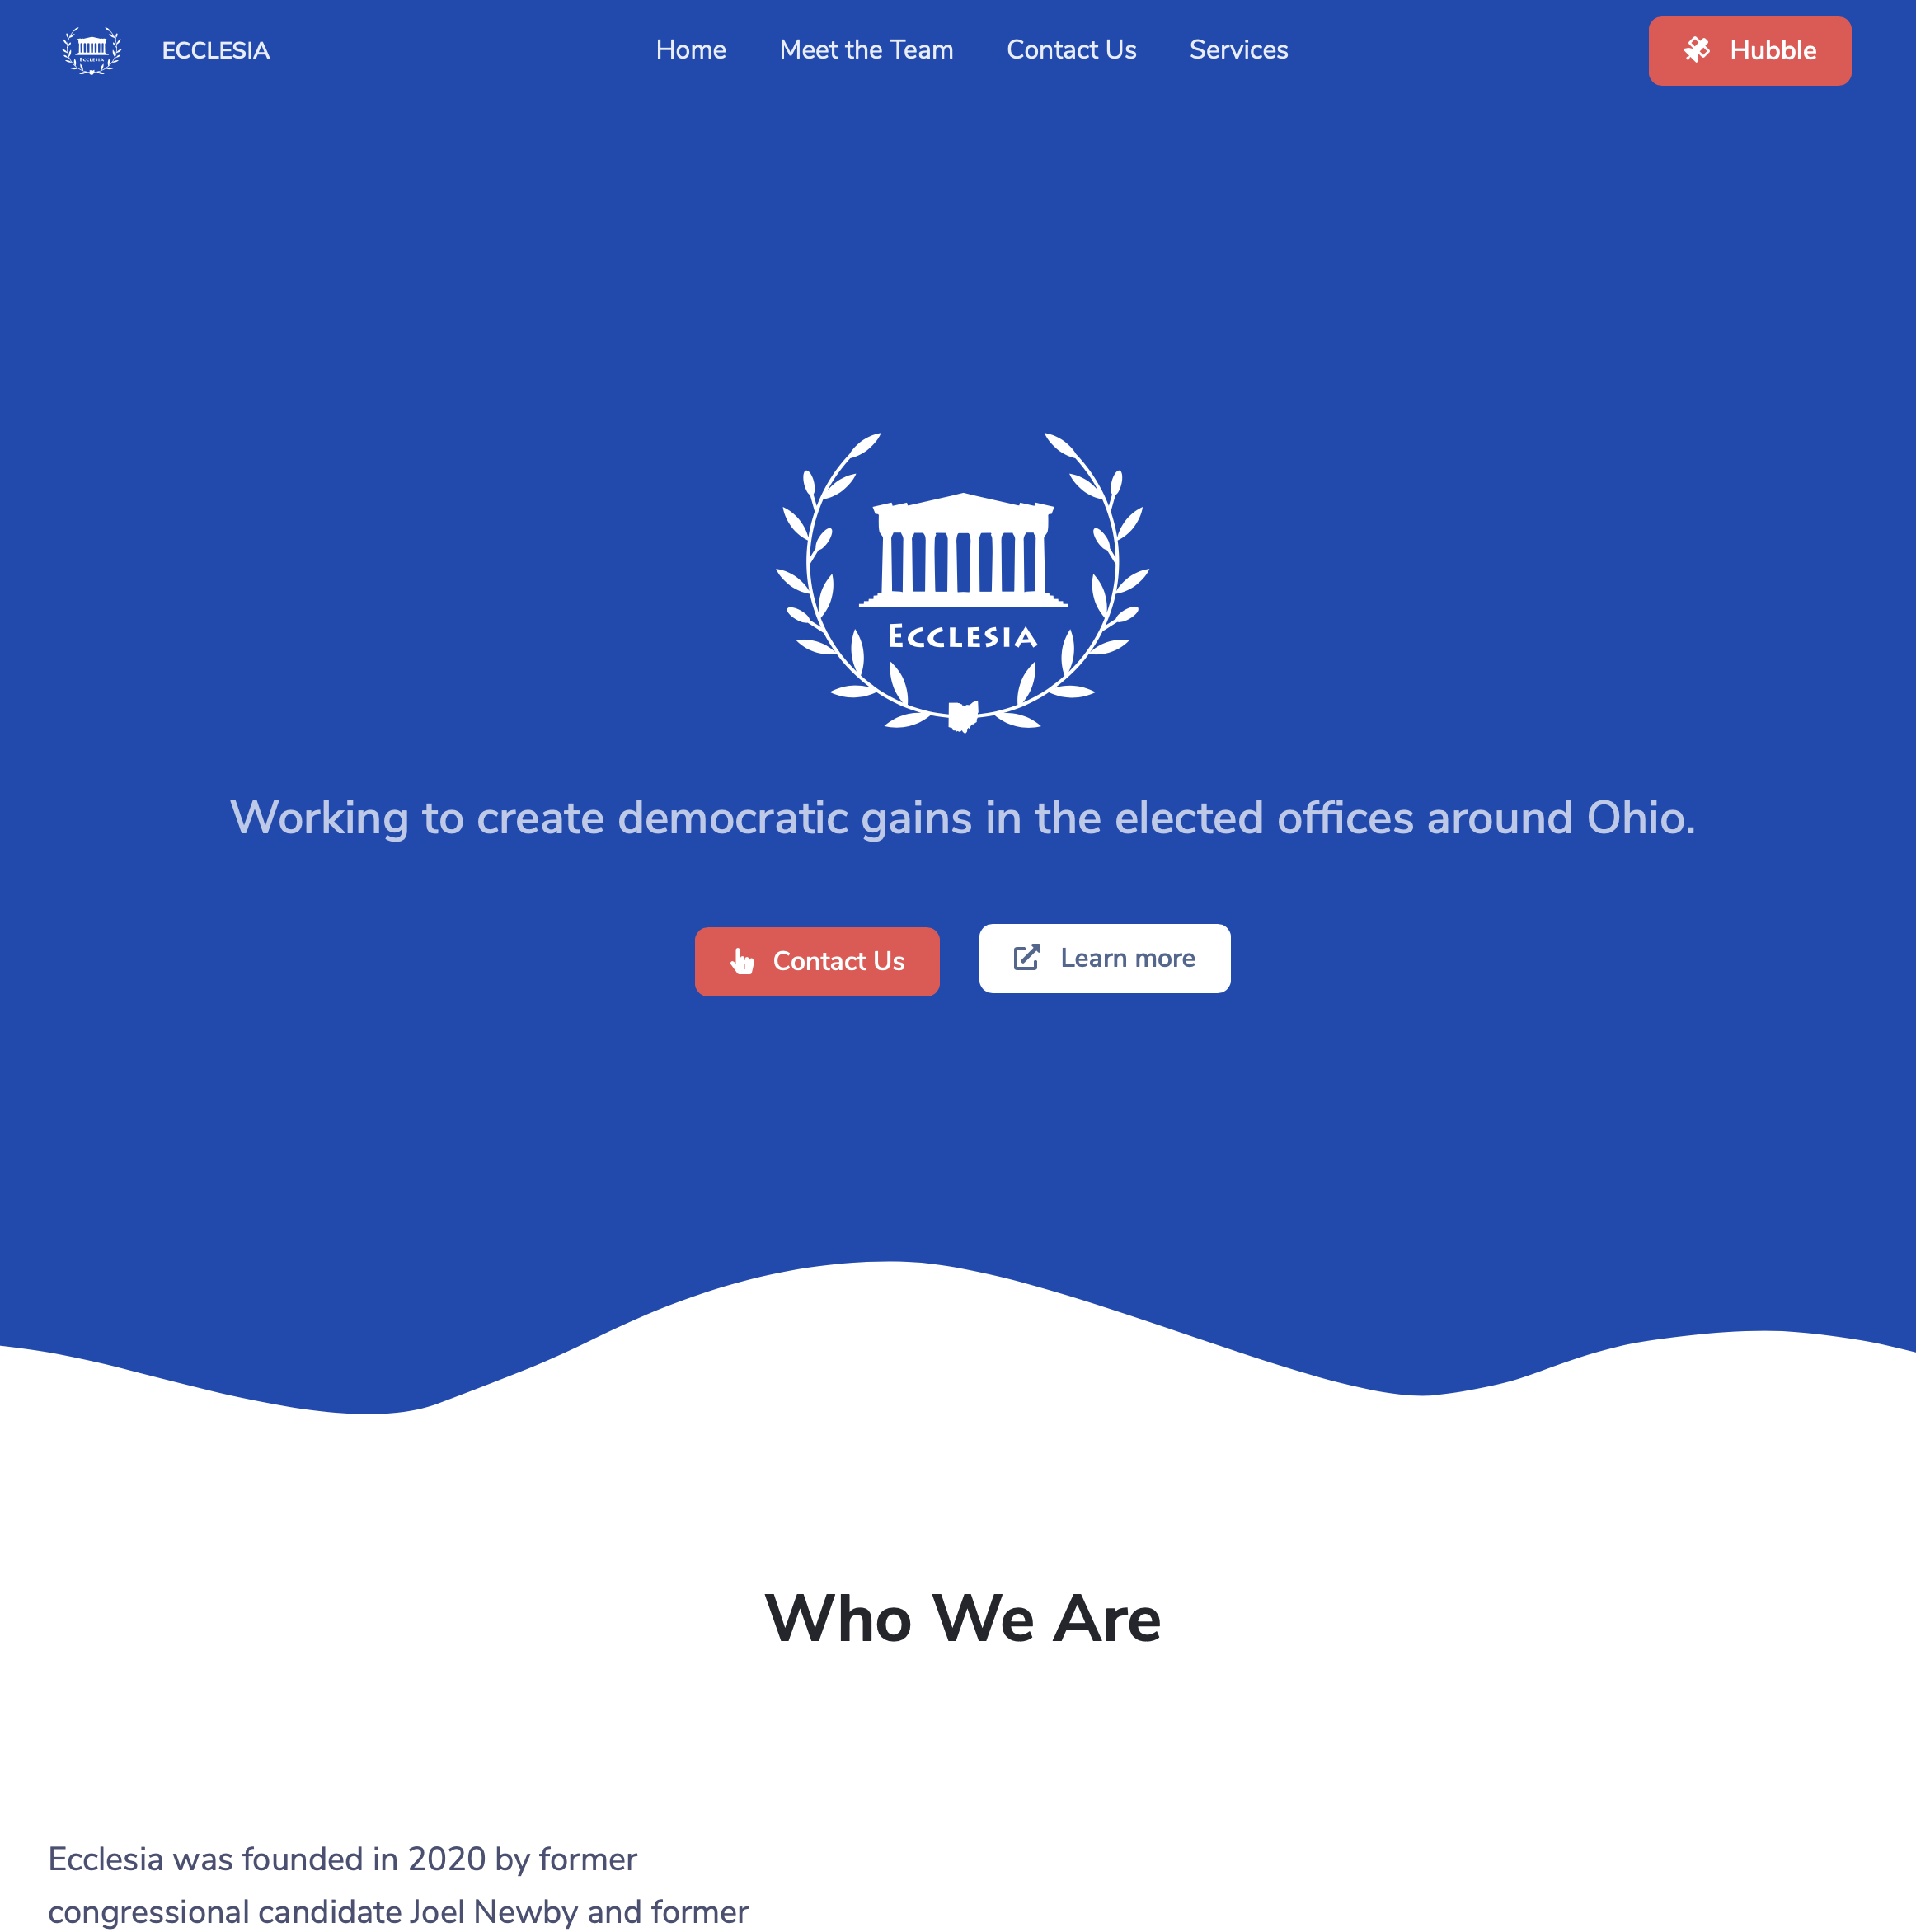 ECCLESIA
Home Meet the Team Contact Us Services
Hubble
ECCLESIA
Working to create democratic gains in the elected offices around Ohio.
Contact Us
Learn more
Who We Are
Ecclesia was founded in 2020 by former
congressional candidate Joel Newby and former